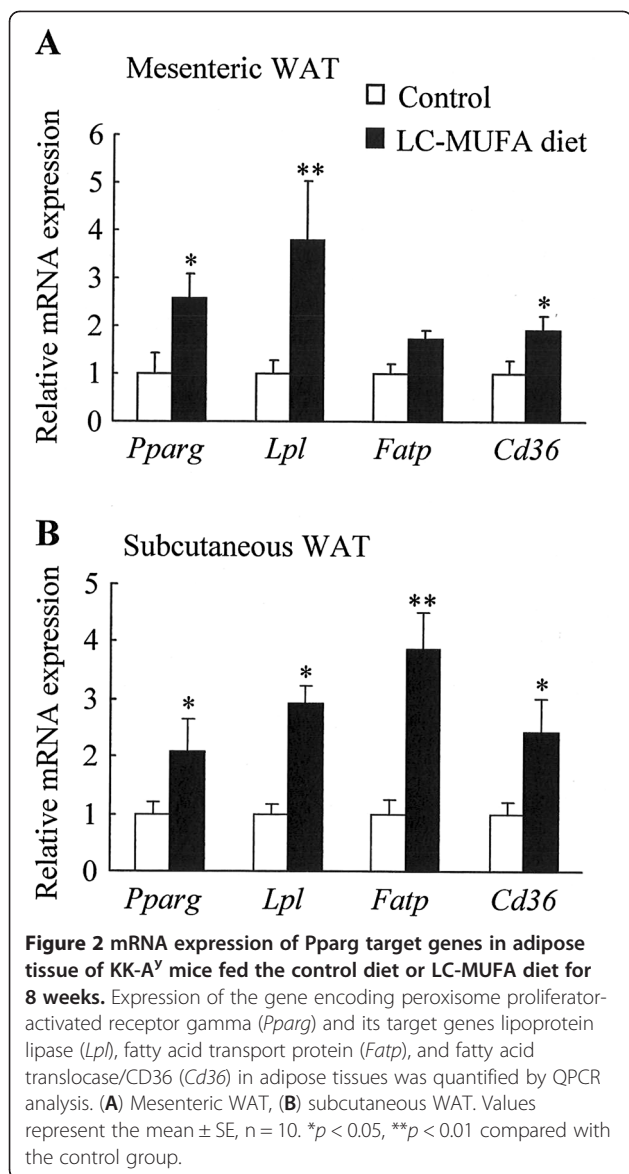 A
Mesenteric WAT
Control
LC-MUFA diet
Relative mRNA expression
6
5
4
3
2
1
0
*
**
*
Pparg Lpl Fatp Cd36
B
Subcutaneous WAT
Relative mRNA expression
5
4
3
2
1
0
*
*
**
*
Pparg Lpl Fatp Cd36
Figure 2 mRNA expression of Pparg target genes in adipose
tissue of KK-Aʸ mice fed the control diet or LC-MUFA diet for
8 weeks. Expression of the gene encoding peroxisome proliferator-
activated receptor gamma (Pparg) and its target genes lipoprotein
lipase (Lpl), fatty acid transport protein (Fatp), and fatty acid
translocase/CD36 (Cd36) in adipose tissues was quantified by QPCR
analysis. (A) Mesenteric WAT, (B) subcutaneous WAT. Values
represent the mean ± SE, n = 10. *p < 0.05, **p < 0.01 compared with
the control group.